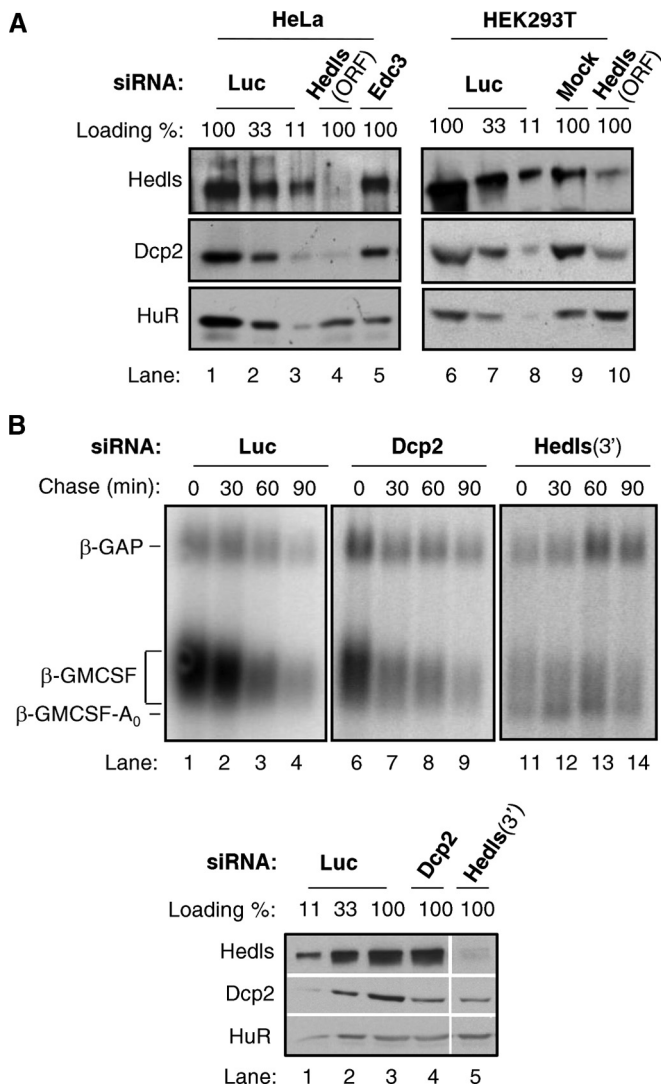 A
HeLa
HEK293T
siRNA: Luc Hedls (ORF) Edc3 Luc Mock Hedls (ORF)
Loading %: 100 33 11 100 100 100 33 11 100 100
Hedls
Dcp2
HuR
Lane: 1 2 3 4 5 6 7 8 9 10
B
siRNA: Luc Dcp2 Hedls(3')
Chase (min): 0 30 60 90 0 30 60 90 0 30 60 90
β-GAP
β-GMCSF
β-GMCSF-A₀
Lane: 1 2 3 4 6 7 8 9 11 12 13 14
siRNA: Luc Dcp2 Hedls(3')
Loading %: 11 33 100 100 100
Hedls
Dcp2
HuR
Lane: 1 2 3 4 5